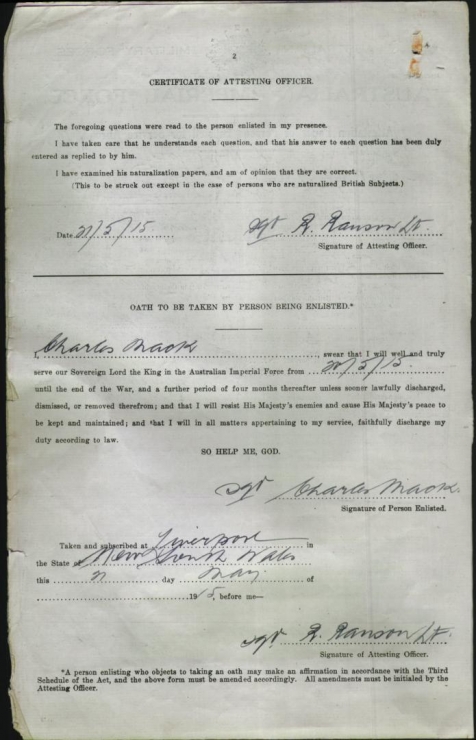 2
CERTIFICATE OF ATTESTING OFFICER.
The foregoing questions were read to the person enlisted in my presence.
I have taken care that he understands each question, and that his answer to each question has been duly
entered as replied to by him.
I have examined his naturalization papers, and am of opinion that they are correct.
(This to be struck out except in the case of persons who are naturalized British Subjects.)
Date /5/15 sgd R. Ranson Lt.
Signature of Attesting Officer.
OATH TO BE TAKEN BY PERSON BEING ENLISTED.*
I, Charles Mack, swear that I will well and truly
serve our Sovereign Lord the King in the Australian Imperial Force from /5/15.
until the end of the War, and a further period of four months thereafter unless sooner lawfully discharged,
dismissed, or removed therefrom; and that I will resist His Majesty's enemies and cause His Majesty's peace to
be kept and maintained; and that I will in all matters appertaining to my service, faithfully discharge my
duty according to law.
SO HELP ME, GOD.
sgd Charles Mack
Signature of Person Enlisted.
Taken and subscribed at Liverpool in
the State of New South Wales
this day May of
1915, before me—
sgd R. Ranson Lt.
Signature of Attesting Officer.
*A person enlisting who objects to taking an oath may make an affirmation in accordance with the Third
Schedule of the Act, and the above form must be amended accordingly. All amendments must be initialed by the
Attesting Officer.